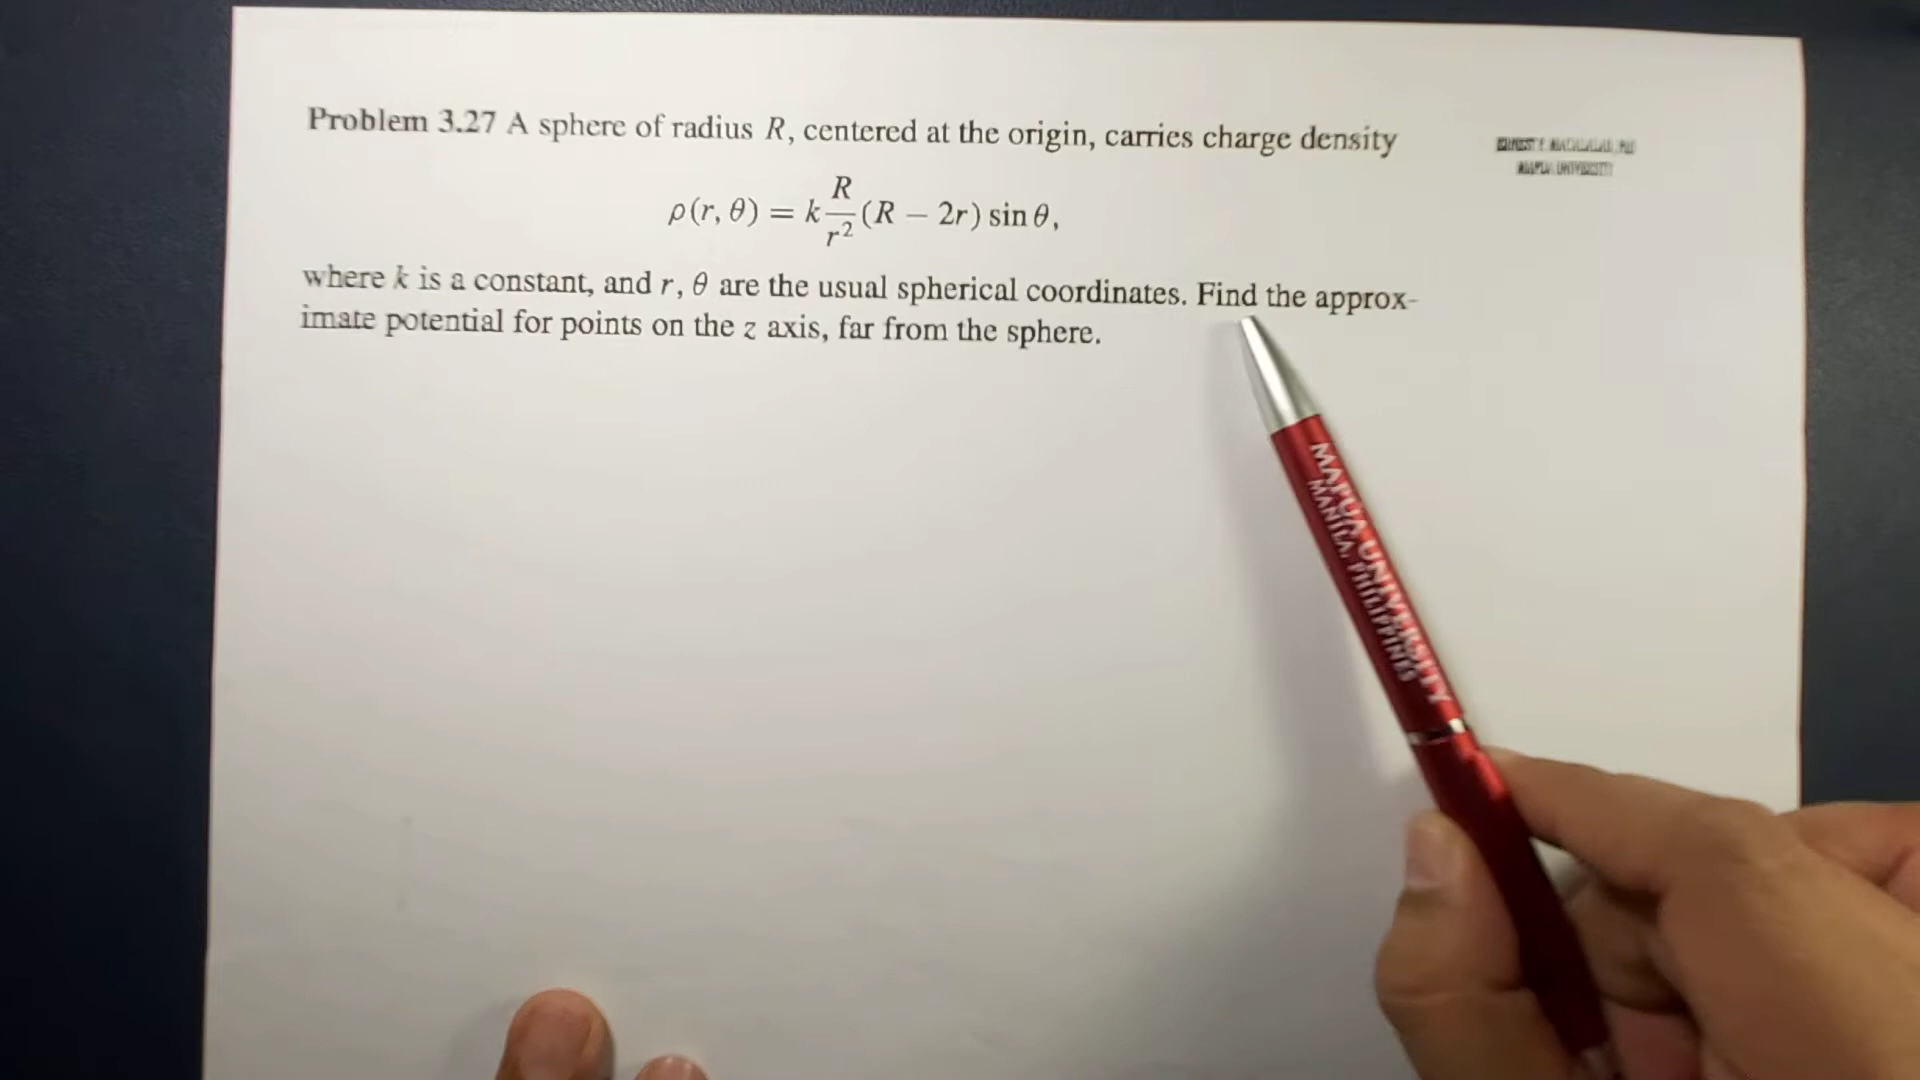 Problem 3.27 A sphere of radius R, centered at the origin, carries charge density
ρ(r, θ) = k R/r² (R − 2r) sin θ,
where k is a constant, and r, θ are the usual spherical coordinates. Find the approx-
imate potential for points on the z axis, far from the sphere.
MAPUA UNIVERSITY
MANILA, PHILIPPINES